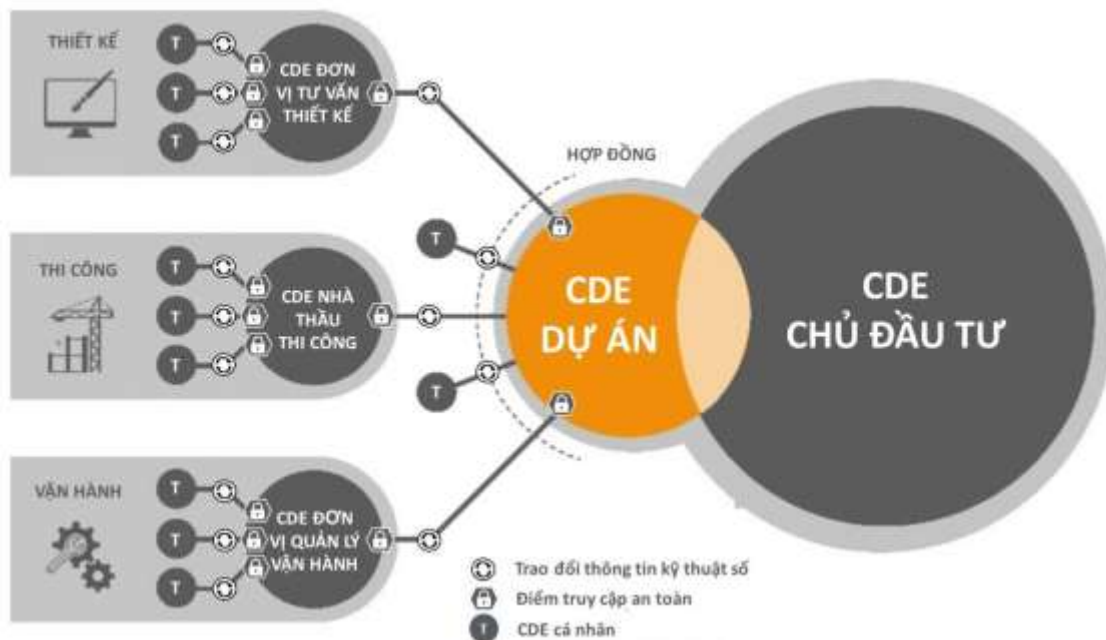 THIẾT KẾ
T
T
T
CDE ĐƠN
VỊ TƯ VẤN
THIẾT KẾ
HỢP ĐỒNG
THI CÔNG
T
T
T
CDE NHÀ
THẦU
THI CÔNG
T
T
CDE
DỰ ÁN
CDE
CHỦ ĐẦU TƯ
VẬN HÀNH
T
T
T
CDE ĐƠN
VỊ QUẢN LÝ
VẬN HÀNH
Trao đổi thông tin kỹ thuật số
Điểm truy cập an toàn
T CDE cá nhân